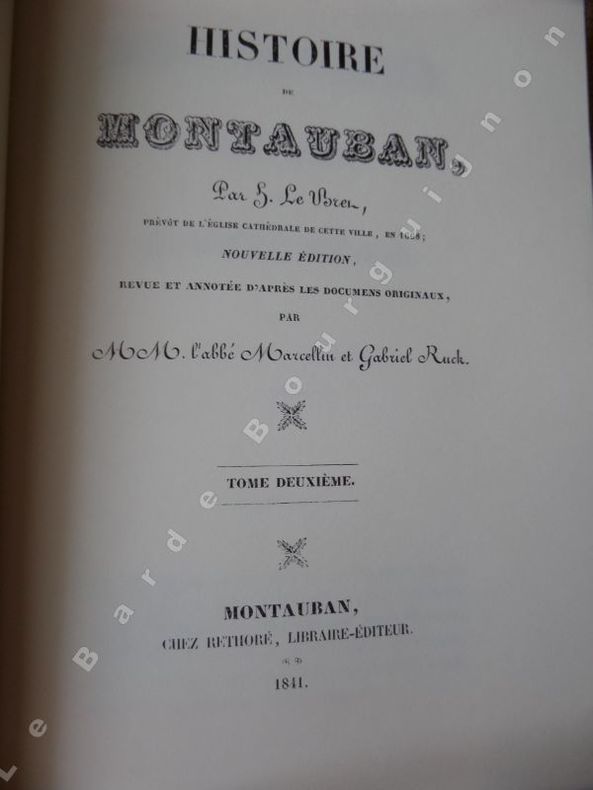 HISTOIRE
DE
MONTAUBAN,
Par H. Le Bret,
PRÉVÔT DE L'ÉGLISE CATHÉDRALE DE CETTE VILLE, EN 1668;
NOUVELLE ÉDITION,
REVUE ET ANNOTÉE D'APRÈS LES DOCUMENS ORIGINAUX,
PAR
MM. l'abbé Marcellin et Gabriel Ruck.
TOME DEUXIÈME.
MONTAUBAN,
CHEZ RETHORÉ, LIBRAIRE-ÉDITEUR.
1841.
Le Barde Bourguignon